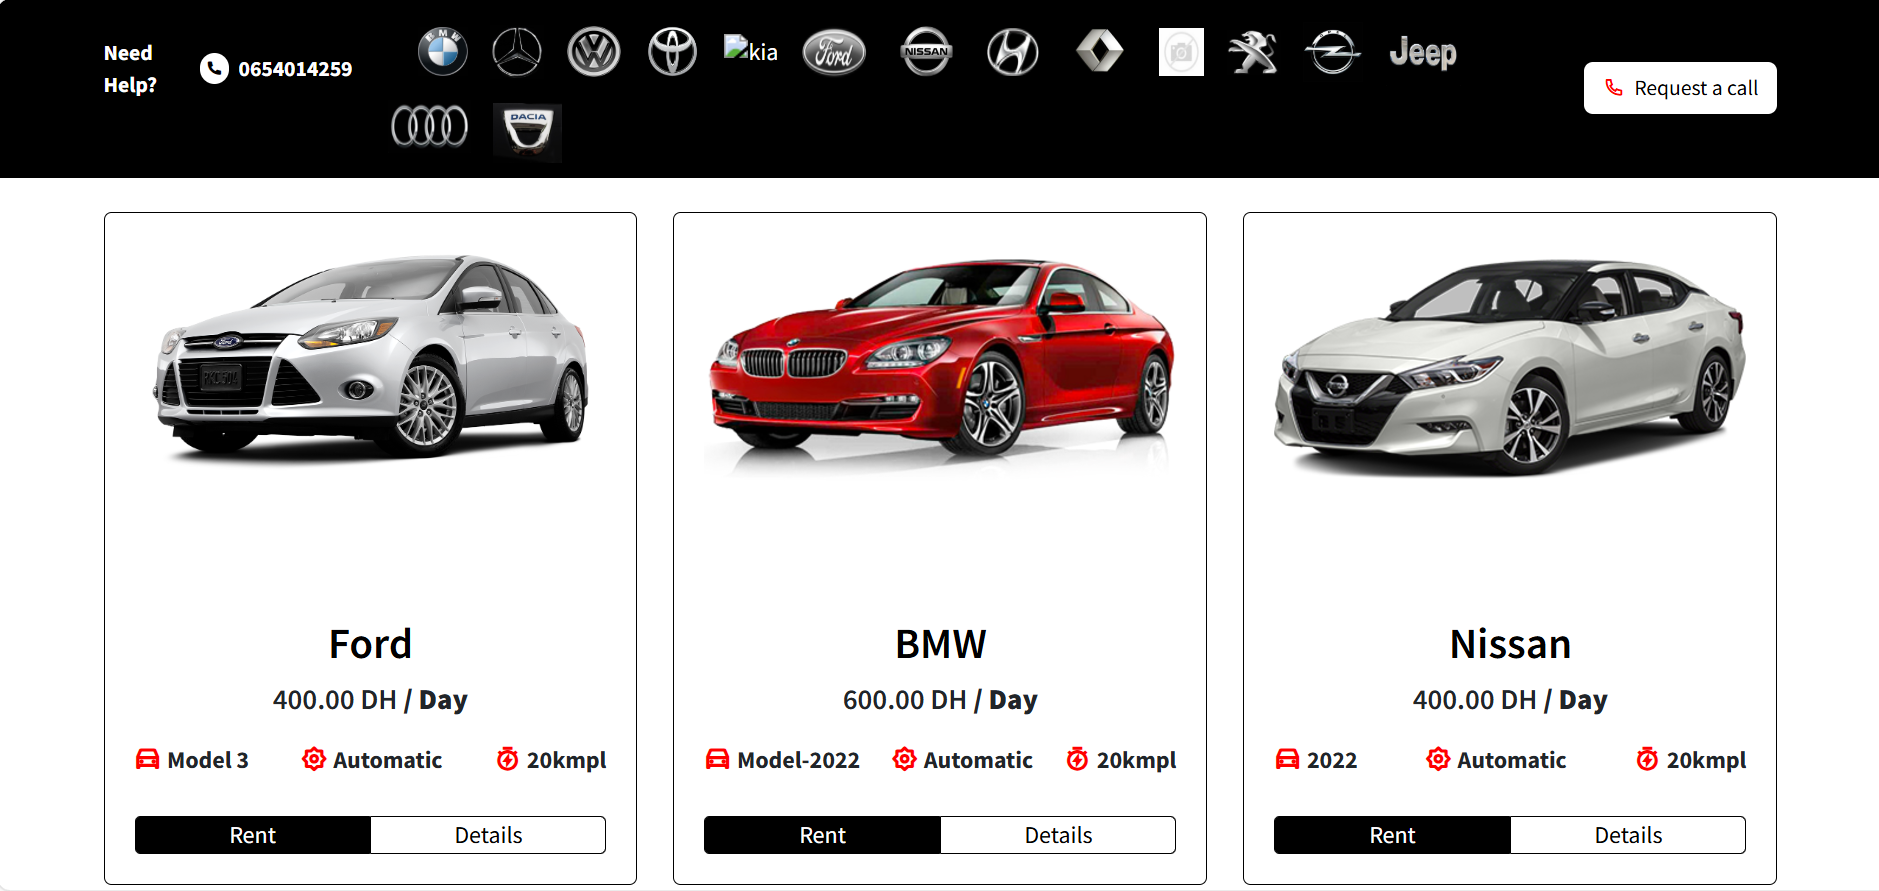 Need
Help?
0654014259
BMW
kia
Ford
NISSAN
Jeep
DACIA
Request a call
Ford
400.00 DH / Day
Model 3 Automatic 20kmpl
Rent Details
BMW
600.00 DH / Day
Model-2022 Automatic 20kmpl
Rent Details
Nissan
400.00 DH / Day
2022 Automatic 20kmpl
Rent Details